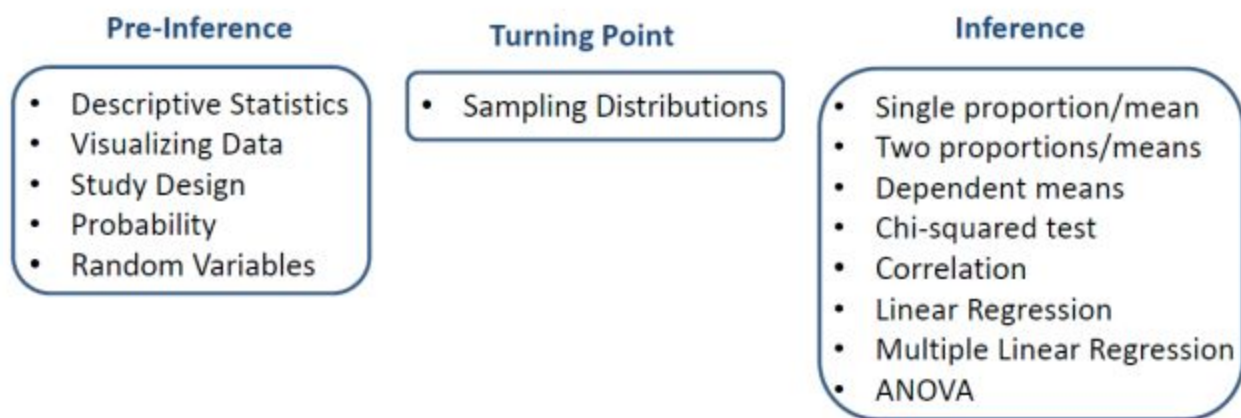 Pre-Inference
• Descriptive Statistics
• Visualizing Data
• Study Design
• Probability
• Random Variables
Turning Point
• Sampling Distributions
Inference
• Single proportion/mean
• Two proportions/means
• Dependent means
• Chi-squared test
• Correlation
• Linear Regression
• Multiple Linear Regression
• ANOVA